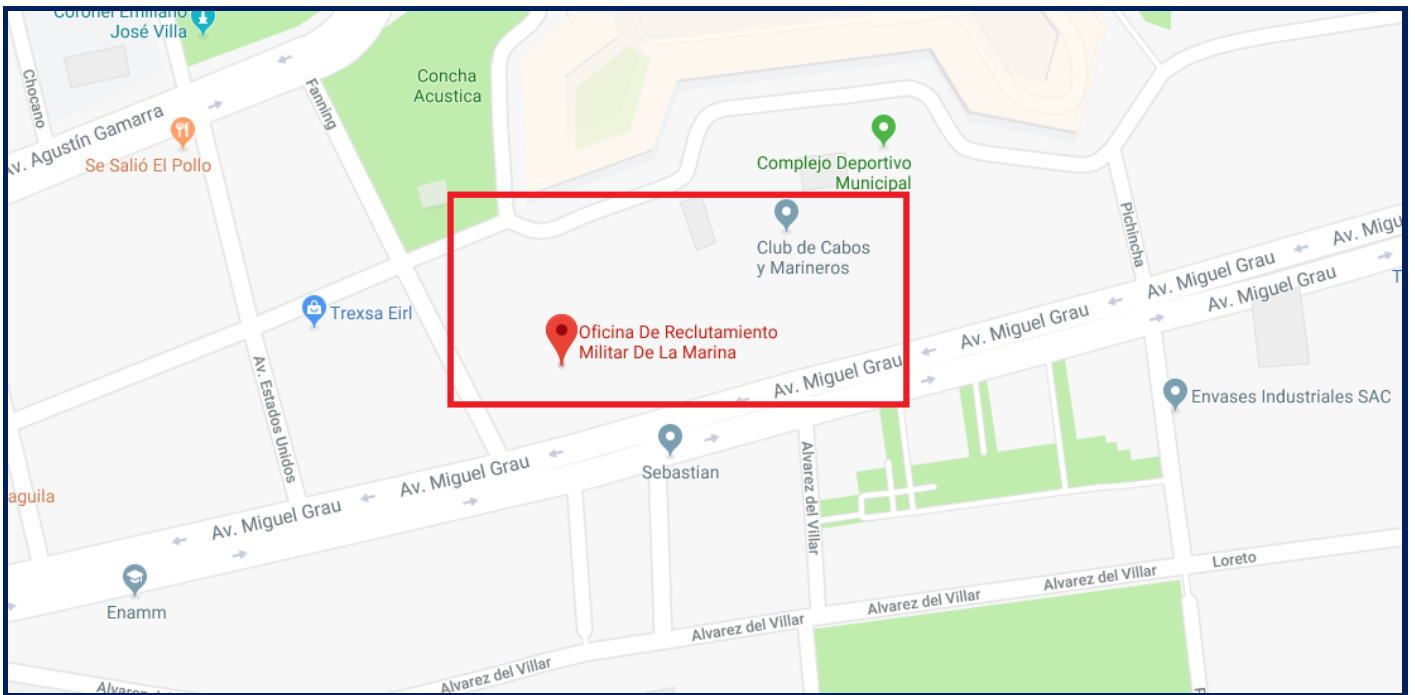 Coronel Emiliano
José Villa
Chocano
Fanning
Concha
Acustica
Av. Agustín Gamarra
Se Salió El Pollo
Complejo Deportivo
Municipal
Pichincha
Club de Cabos
y Marineros
Av. Migu
Av. Miguel Grau
Av. Miguel Grau
T
Trexsa Eirl
Oficina De Reclutamiento
Militar De La Marina
Av. Miguel Grau
Av. Estados Unidos
Av. Miguel Grau
Envases Industriales SAC
Sebastian
Alvarez del Villar
Av. Miguel Grau
aguila
Av. Miguel Grau
Enamm
Loreto
Alvarez del Villar
Alvarez del Villar
Alvarez del Villar
Alvarez del Villar